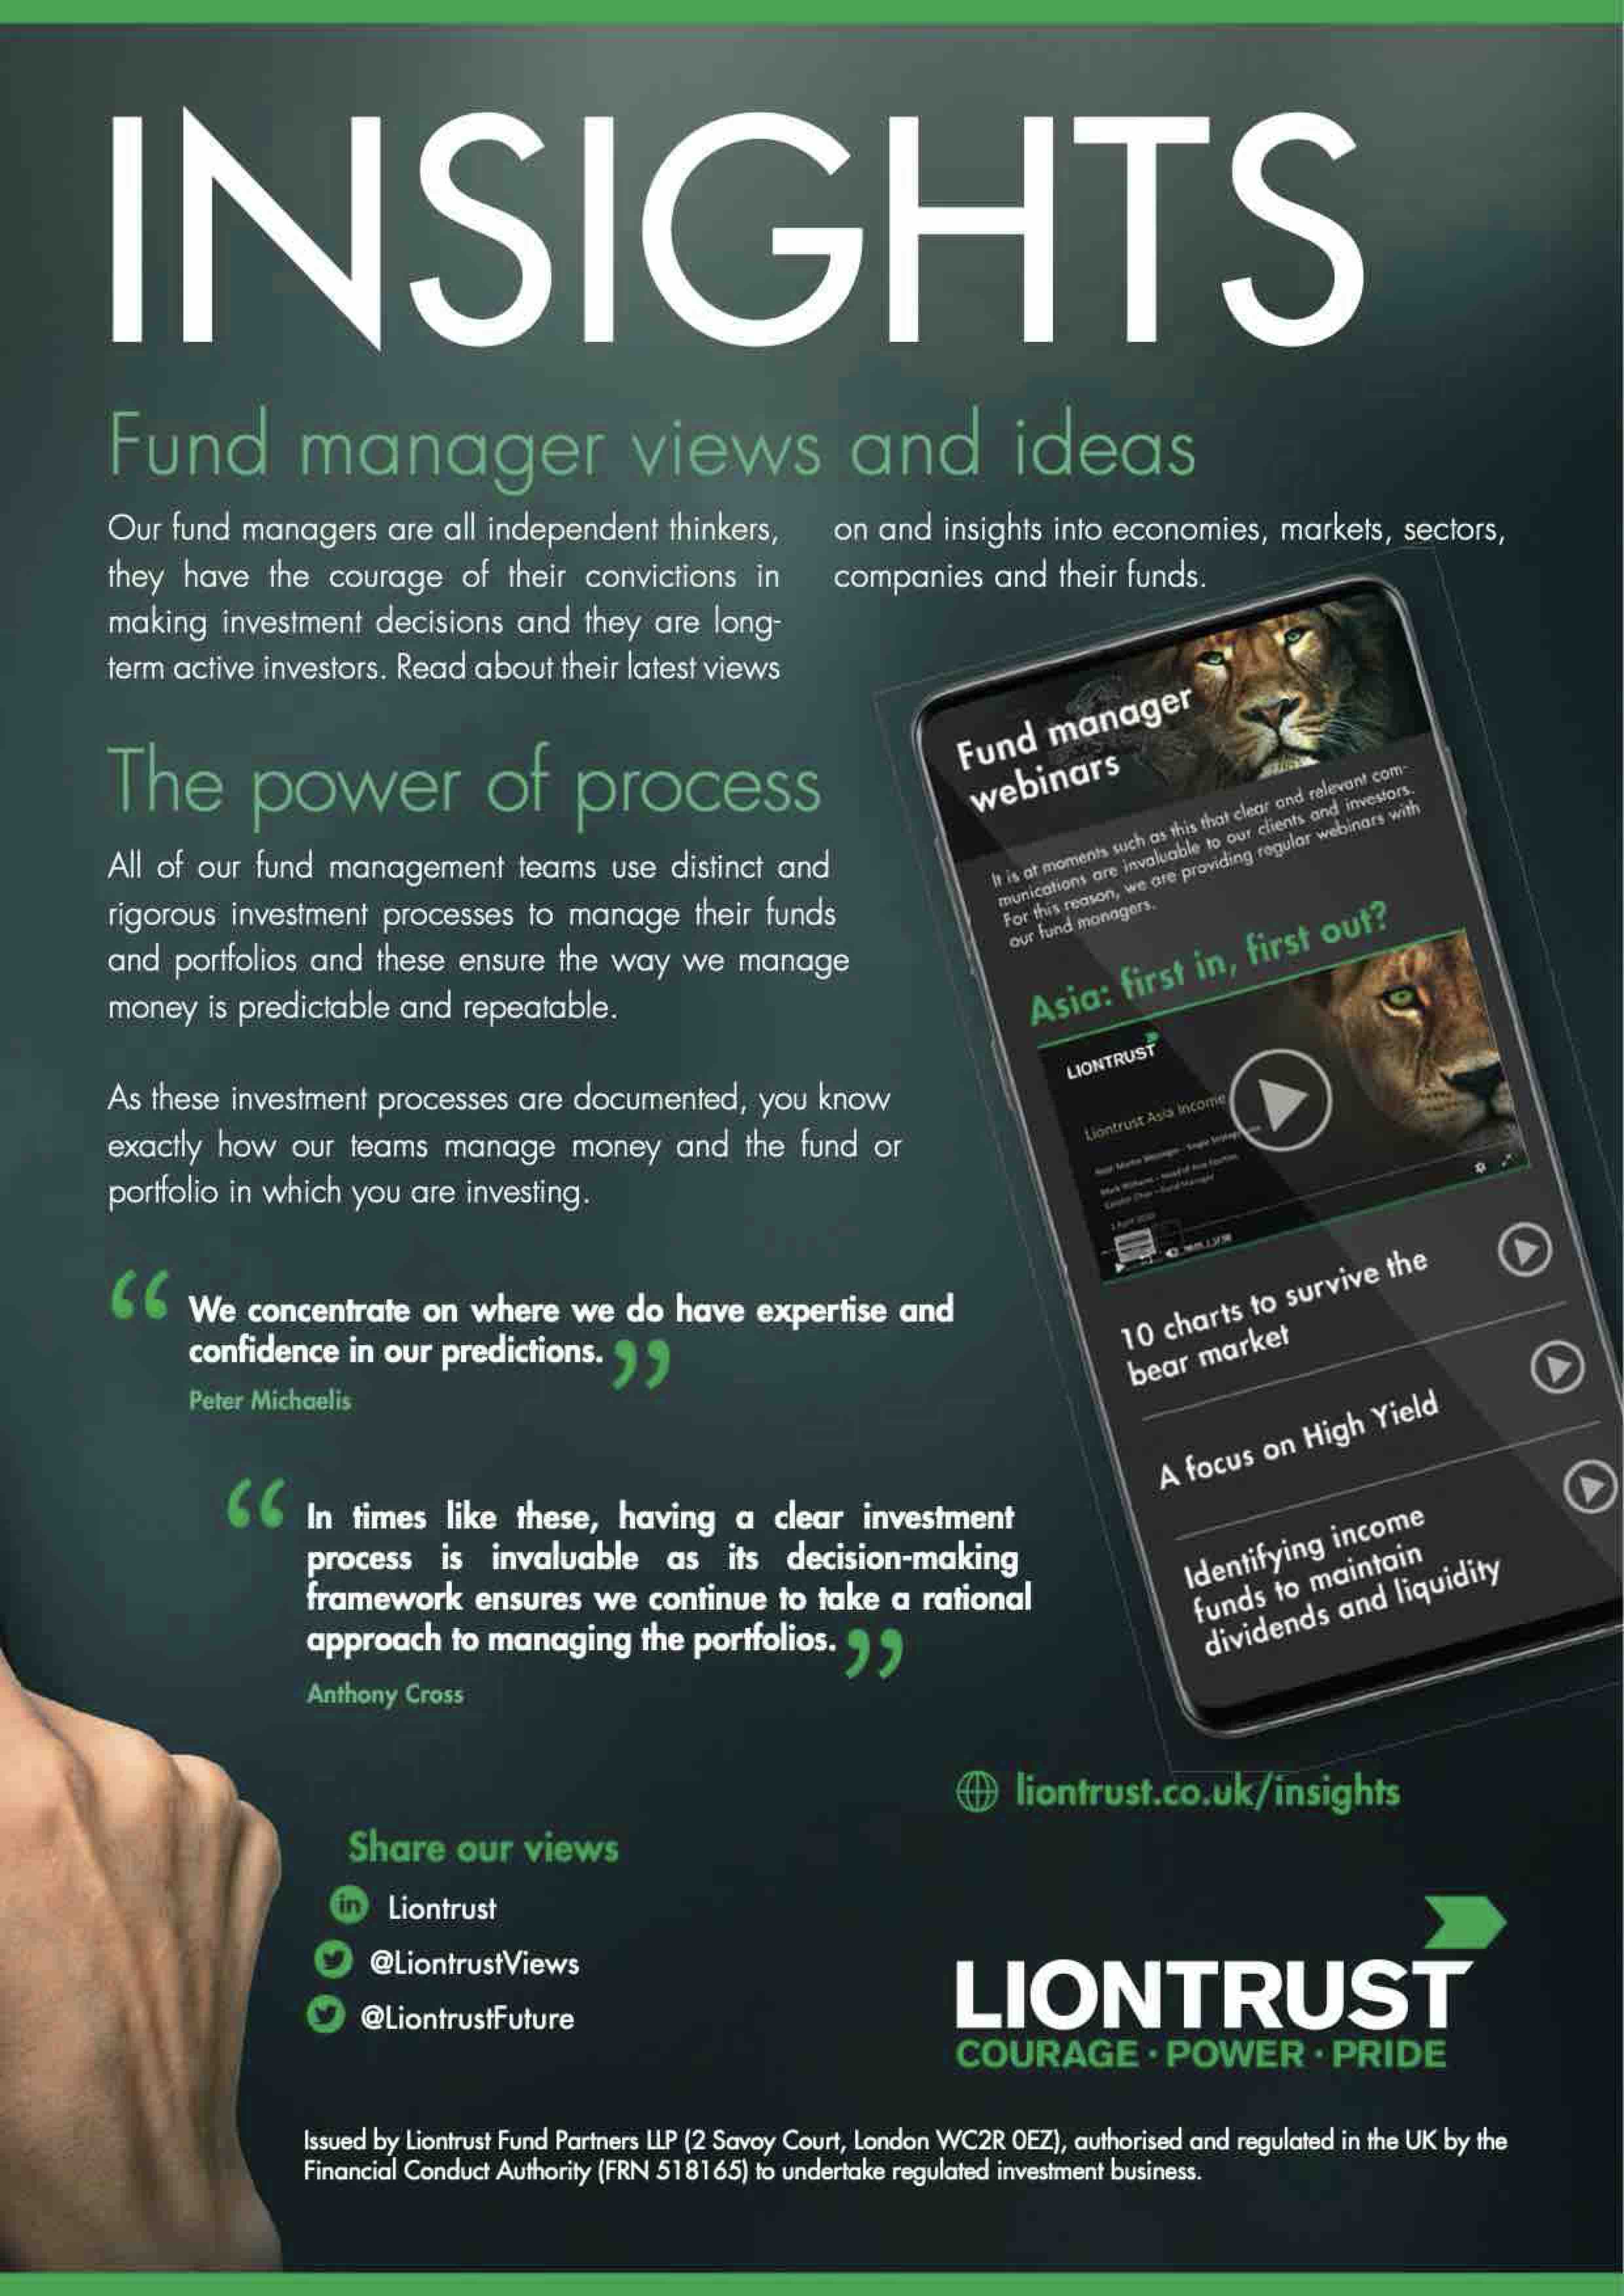 INSIGHTS
Fund manager views and ideas
Our fund managers are all independent thinkers,
they have the courage of their convictions in
making investment decisions and they are long-
term active investors. Read about their latest views
on and insights into economies, markets, sectors,
companies and their funds.
The power of process
All of our fund management teams use distinct and
rigorous investment processes to manage their funds
and portfolios and these ensure the way we manage
money is predictable and repeatable.
As these investment processes are documented, you know
exactly how our teams manage money and the fund or
portfolio in which you are investing.
“ We concentrate on where we do have expertise and
confidence in our predictions. ”
Peter Michaelis
“ In times like these, having a clear investment
process is invaluable as its decision-making
framework ensures we continue to take a rational
approach to managing the portfolios. ”
Anthony Cross
Fund manager
webinars
It is at moments such as this that clear and relevant com-
munications are invaluable to our clients and investors.
For this reason, we are providing regular webinars with
our fund managers.
Asia: first in, first out?
LIONTRUST
Liontrust Asia Income
10 charts to survive the
bear market
A focus on High Yield
Identifying income
funds to maintain
dividends and liquidity
liontrust.co.uk/insights
Share our views
in Liontrust
@LiontrustViews
@LiontrustFuture
LIONTRUST
COURAGE · POWER · PRIDE
Issued by Liontrust Fund Partners LLP (2 Savoy Court, London WC2R 0EZ), authorised and regulated in the UK by the
Financial Conduct Authority (FRN 518165) to undertake regulated investment business.